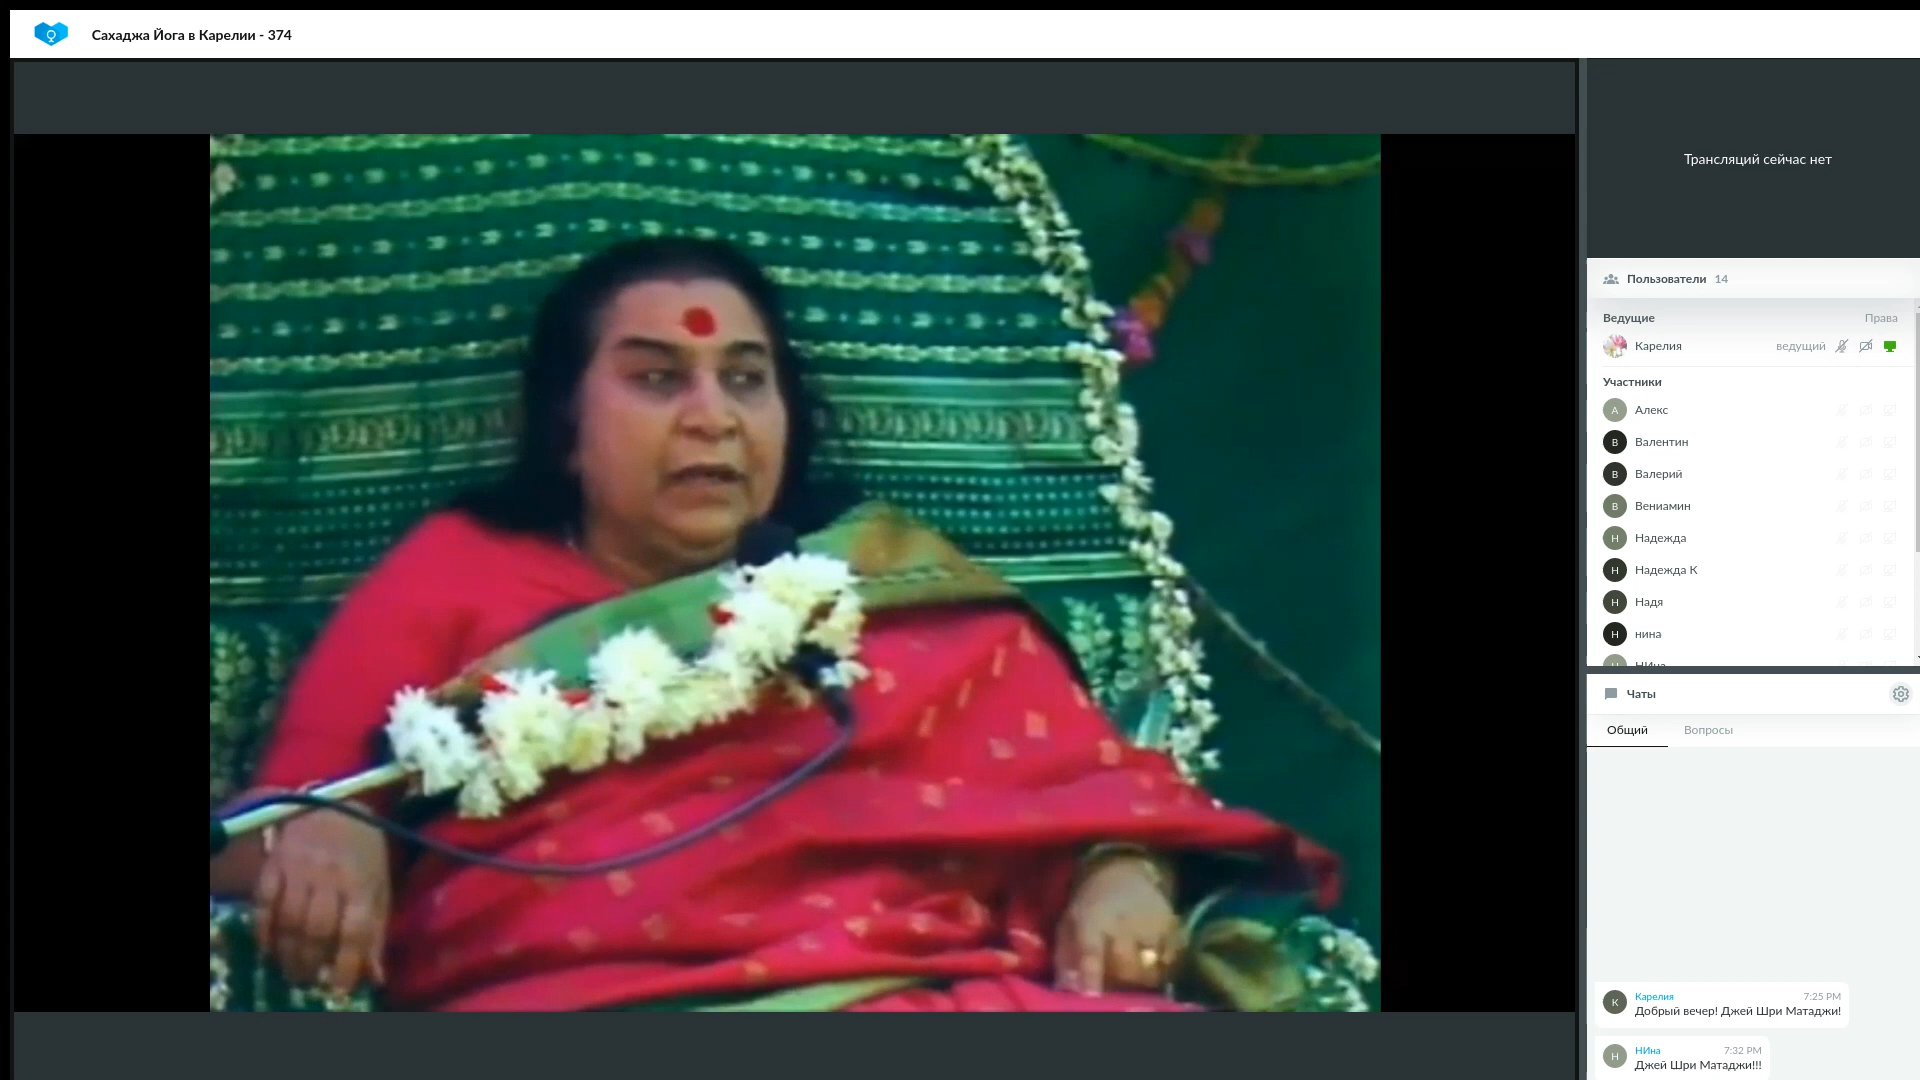 Сахаджа Йога в Карелии - 374
Трансляций сейчас нет
Пользователи 14
Ведущие Права
Карелия ведущий
Участники
А Алекс
В Валентин
В Валерий
В Вениамин
Н Надежда
Н Надежда К
Н Надя
Н нина
Н НИна
Чаты
Общий Вопросы
К Карелия 7:25 PM
Добрый вечер! Джей Шри Матаджи!
Н НИна 7:32 PM
Джей Шри Матаджи!!!